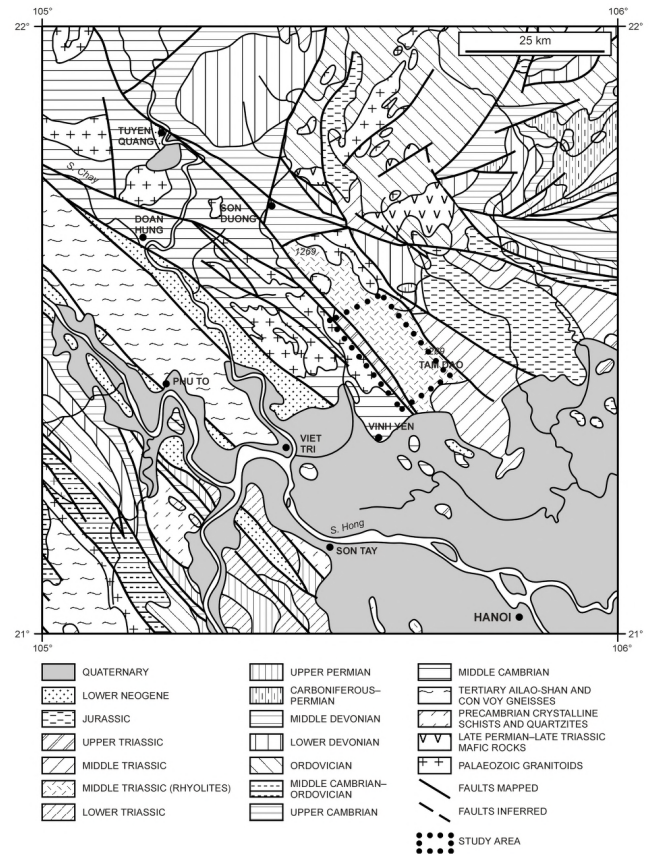 105°
106°
22°
22°
25 km
TUYEN
QUANG
S. Chay
SON
DUONG
DOAN
HUNG
1269
TAM DAO
PHU TO
VINH YEN
VIET
TRI
S. Hong
SON TAY
HANOI
21°
21°
105°
106°
QUATERNARY
LOWER NEOGENE
JURASSIC
UPPER TRIASSIC
MIDDLE TRIASSIC
MIDDLE TRIASSIC (RHYOLITES)
LOWER TRIASSIC
UPPER PERMIAN
CARBONIFEROUS–
PERMIAN
MIDDLE DEVONIAN
LOWER DEVONIAN
ORDOVICIAN
MIDDLE CAMBRIAN–
ORDOVICIAN
UPPER CAMBRIAN
MIDDLE CAMBRIAN
TERTIARY AILAO-SHAN AND
CON VOY GNEISSES
PRECAMBRIAN CRYSTALLINE
SCHISTS AND QUARTZITES
LATE PERMIAN–LATE TRIASSIC
MAFIC ROCKS
PALAEOZOIC GRANITOIDS
FAULTS MAPPED
FAULTS INFERRED
STUDY AREA